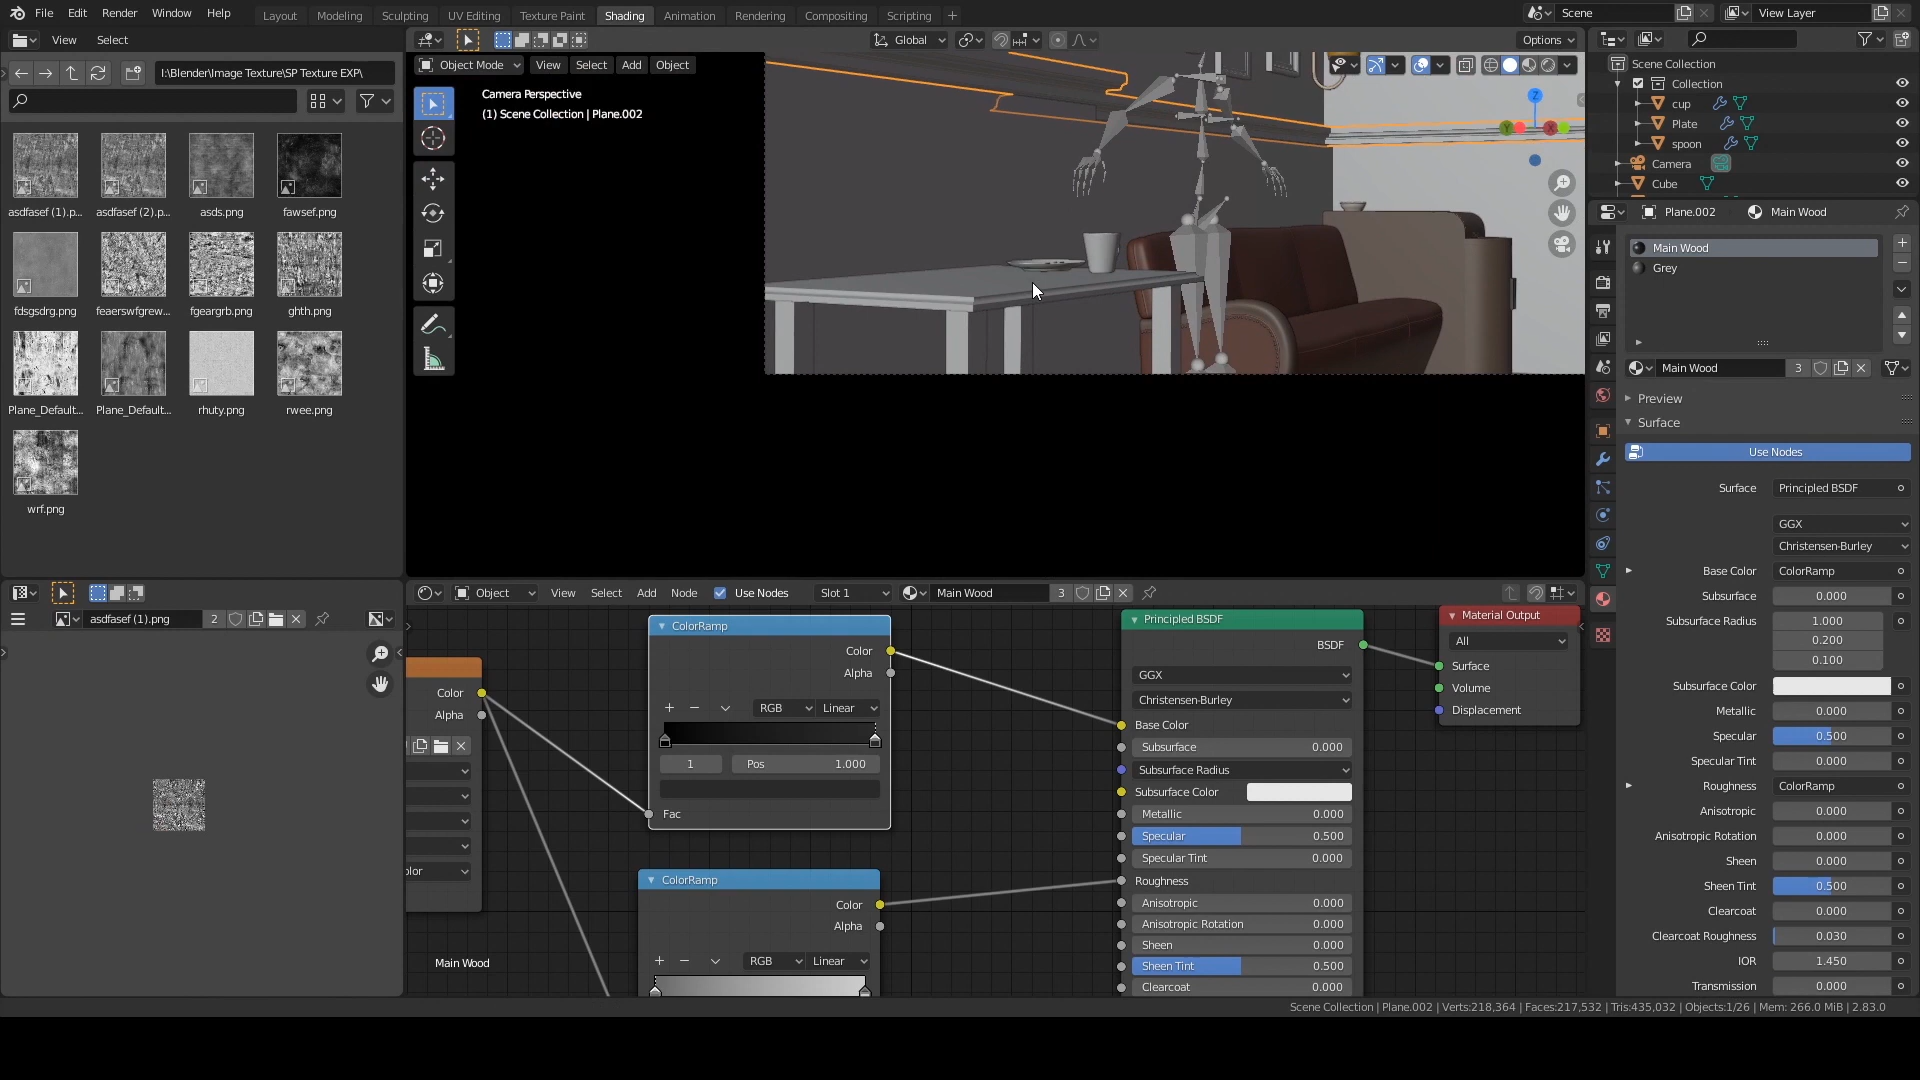 File Edit Render Window Help
Layout Modeling Sculpting UV Editing Texture Paint Shading Animation Rendering Compositing Scripting
Scene
View Layer
View Select
Global
Options
I:\Blender\Image Texture\SP Texture EXP\
asdfasef (1).p...
asdfasef (2).p...
asds.png
fawsef.png
fdsgsdrg.png
feaerswfgrew...
fgeargrb.png
ghth.png
Plane_Default...
Plane_Default...
rhuty.png
rwee.png
wrf.png
Object Mode View Select Add Object
Camera Perspective
(1) Scene Collection | Plane.002
Z
Y
X
Scene Collection
Collection
cup
Plate
spoon
Camera
Cube
Plane.002 Main Wood
Main Wood
Grey
Main Wood 3
Preview
Surface
Use Nodes
Surface Principled BSDF
GGX
Christensen-Burley
Base Color ColorRamp
Subsurface 0.000
Subsurface Radius 1.000
0.200
0.100
Subsurface Color
Metallic 0.000
Specular 0.500
Specular Tint 0.000
Roughness ColorRamp
Anisotropic 0.000
Anisotropic Rotation 0.000
Sheen 0.000
Sheen Tint 0.500
Clearcoat 0.000
Clearcoat Roughness 0.030
IOR 1.450
Transmission 0.000
asdfasef (1).png 2
Object View Select Add Node Use Nodes Slot 1 Main Wood 3
Color
Alpha
olor
ColorRamp
Color
Alpha
RGB Linear
1 Pos 1.000
Fac
ColorRamp
Color
Alpha
RGB Linear
Main Wood
Principled BSDF
BSDF
GGX
Christensen-Burley
Base Color
Subsurface 0.000
Subsurface Radius
Subsurface Color
Metallic 0.000
Specular 0.500
Specular Tint 0.000
Roughness
Anisotropic 0.000
Anisotropic Rotation 0.000
Sheen 0.000
Sheen Tint 0.500
Clearcoat 0.000
Material Output
All
Surface
Volume
Displacement
Scene Collection | Plane.002 | Verts:218,364 | Faces:217,532 | Tris:435,032 | Objects:1/26 | Mem: 266.0 MiB | 2.83.0